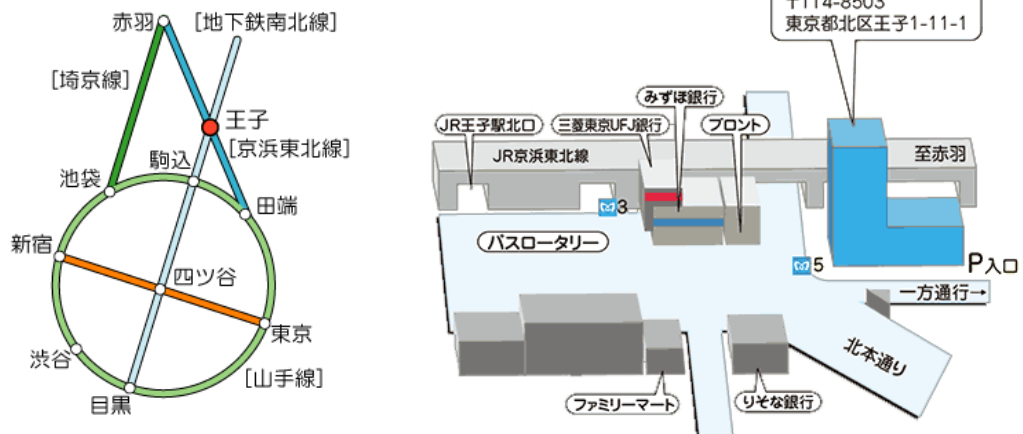 赤羽
[地下鉄南北線]
[埼京線]
王子
[京浜東北線]
駒込
池袋
田端
新宿
四ツ谷
東京
渋谷
[山手線]
目黒
〒114-8503
東京都北区王子1-11-1
みずほ銀行
JR王子駅北口
三菱東京UFJ銀行
プロント
JR京浜東北線
至赤羽
3
バスロータリー
5
P入口
一方通行→
北本通り
ファミリーマート
りそな銀行